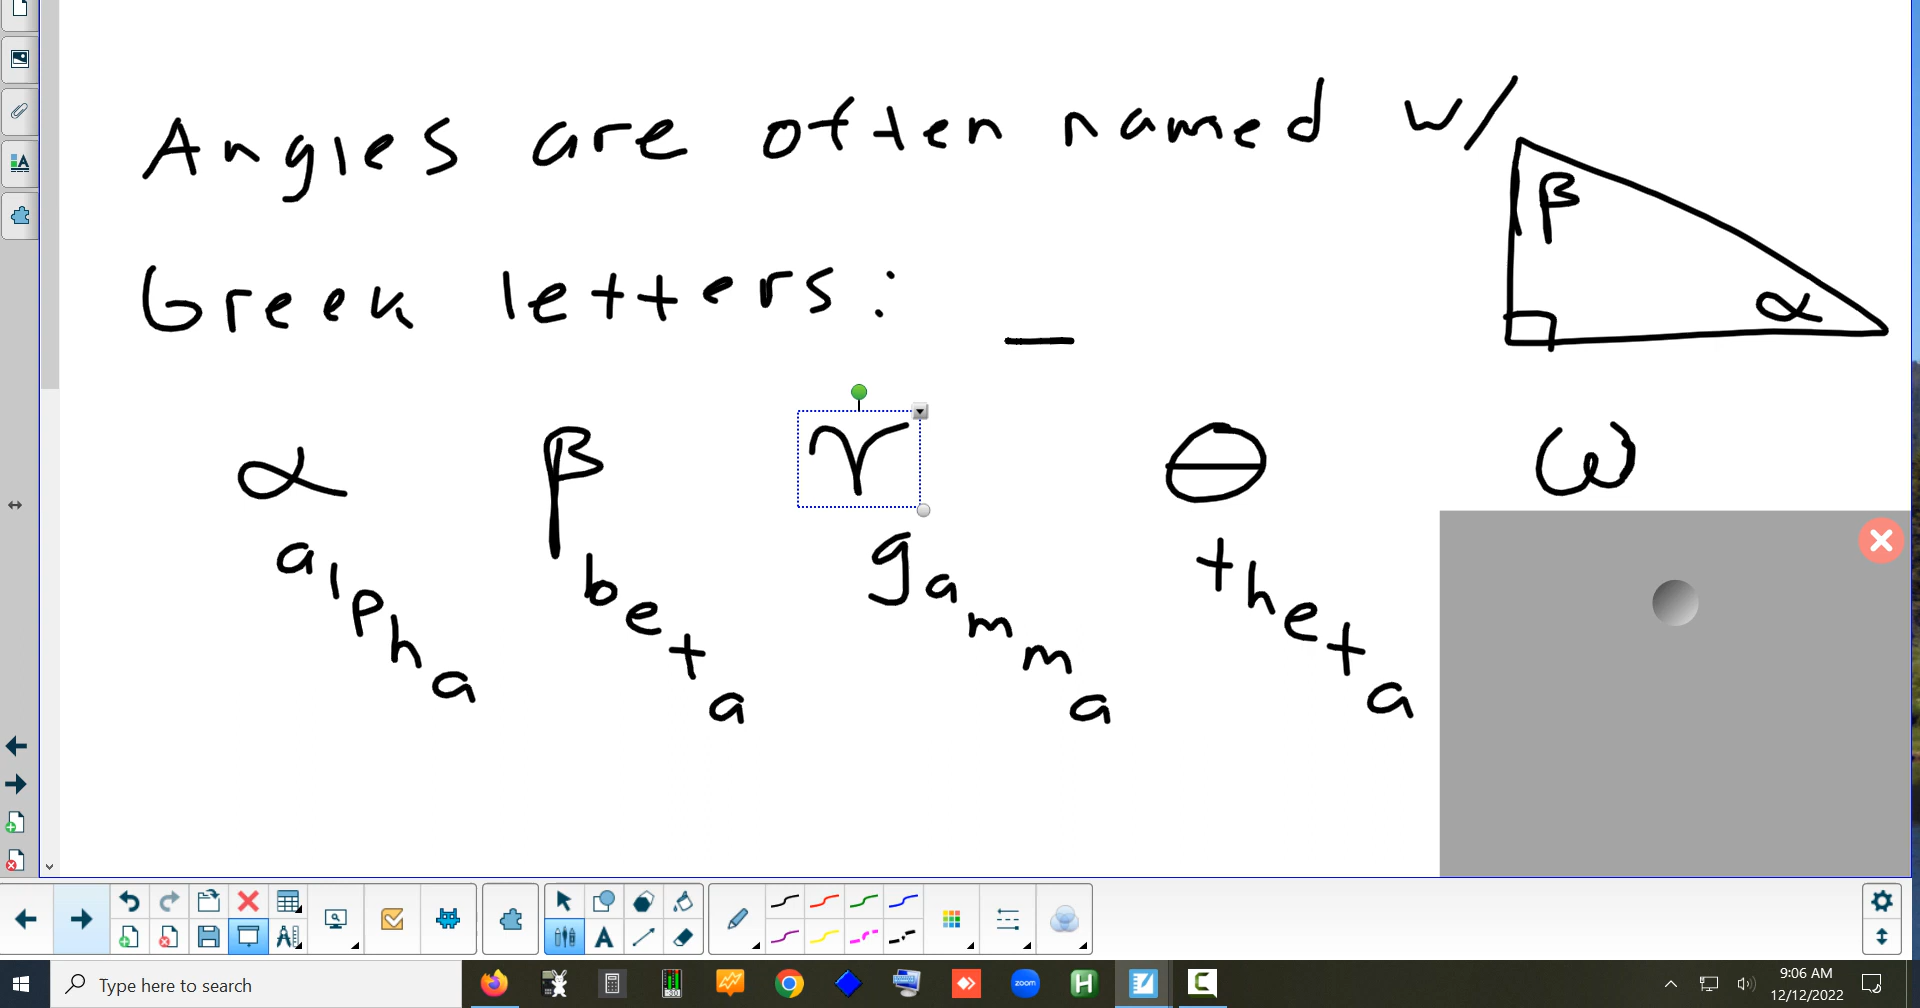 Angles are often named w/
β
α
Greek letters: _
α β γ θ ω
alpha beta gamma theta
A
A
zoom
H
C
Type here to search
9:06 AM
12/12/2022